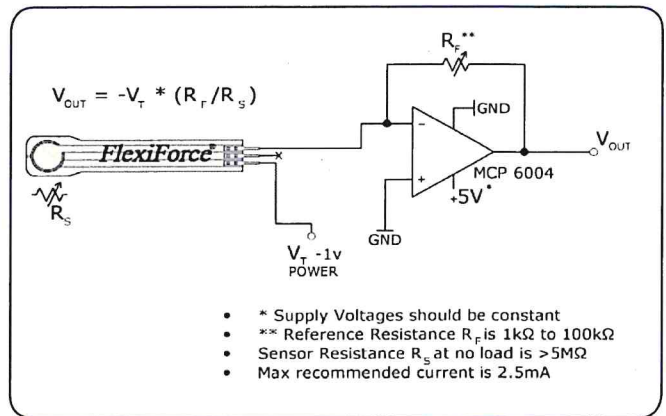 R_F**
V_OUT = -V_T * (R_F/R_S)
GND
−
V_OUT
FlexiForce®
MCP 6004
+
+5V*
R_S
GND
V_T -1v
POWER
• * Supply Voltages should be constant
• ** Reference Resistance R_F is 1kΩ to 100kΩ
• Sensor Resistance R_S at no load is >5MΩ
• Max recommended current is 2.5mA